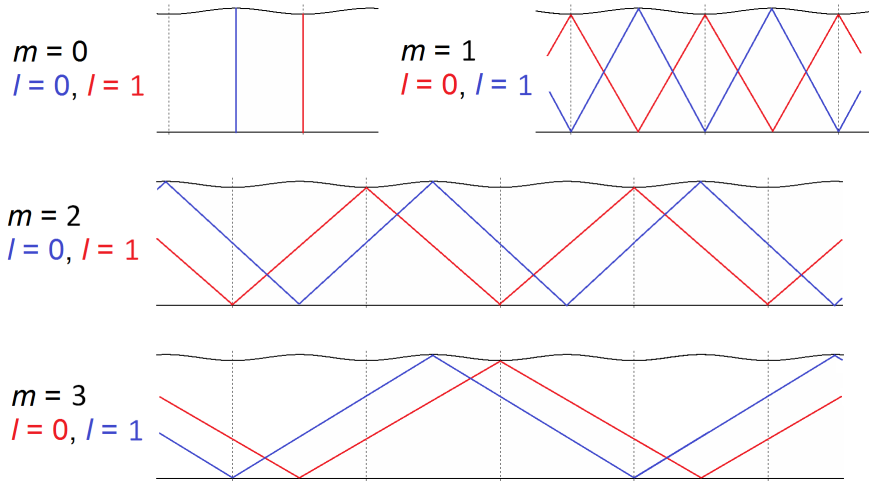 m = 0
l = 0, l = 1
m = 1
l = 0, l = 1
m = 2
l = 0, l = 1
m = 3
l = 0, l = 1